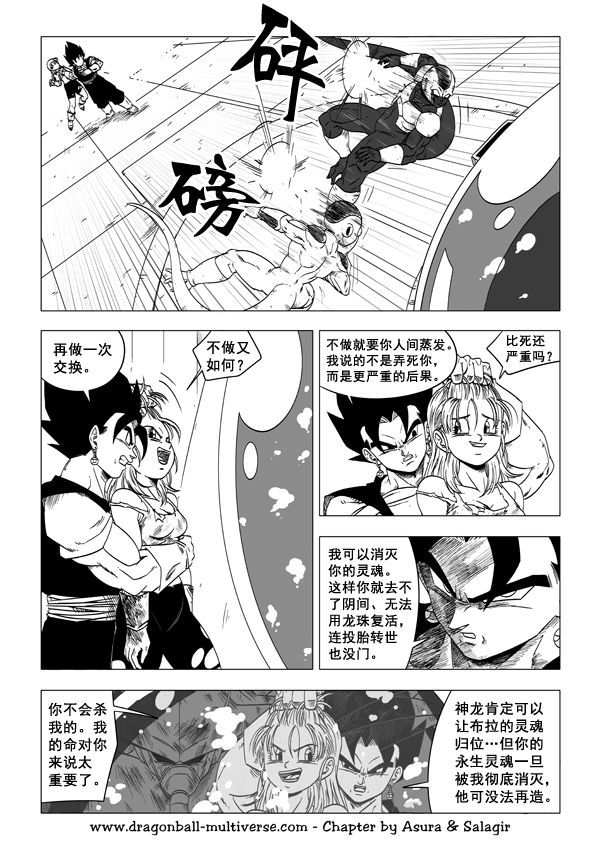 砰
磅
再做一次
交换。
不做又
如何？
不做就要你人间蒸发。
我说的不是弄死你，
而是更严重的后果。
比死还
严重吗？
我可以消灭
你的灵魂。
这样你就去不
了阴间、无法
用龙珠复活，
连投胎转世
也没门。
你不会杀
我的。我
的命对你
来说太
重要了。
神龙肯定可以
让布拉的灵魂
归位…但你的
永生灵魂一旦
被我彻底消灭，
他可没法再造。
www.dragonball-multiverse.com - Chapter by Asura & Salagir